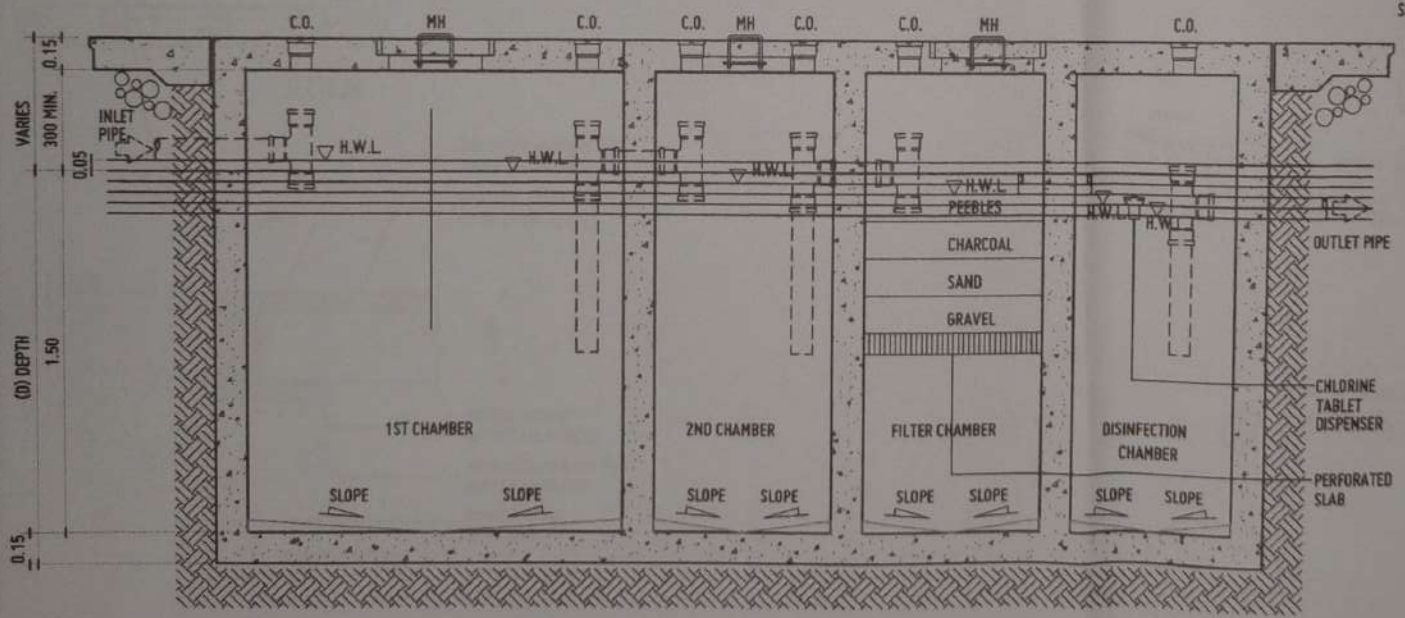 S
C.O. MH C.O. C.O. MH C.O. C.O. MH C.O.
0.15
VARIES
300 MIN.
0.05
INLET
PIPE
H.W.L.
H.W.L.
H.W.L.
H.W.L.
H.W.L.
H.W.L.
PEEBLES
CHARCOAL
SAND
GRAVEL
OUTLET PIPE
(D) DEPTH
1.50
CHLORINE
TABLET
DISPENSER
1ST CHAMBER
2ND CHAMBER
FILTER CHAMBER
DISINFECTION
CHAMBER
PERFORATED
SLAB
SLOPE SLOPE SLOPE SLOPE SLOPE SLOPE SLOPE SLOPE
0.15